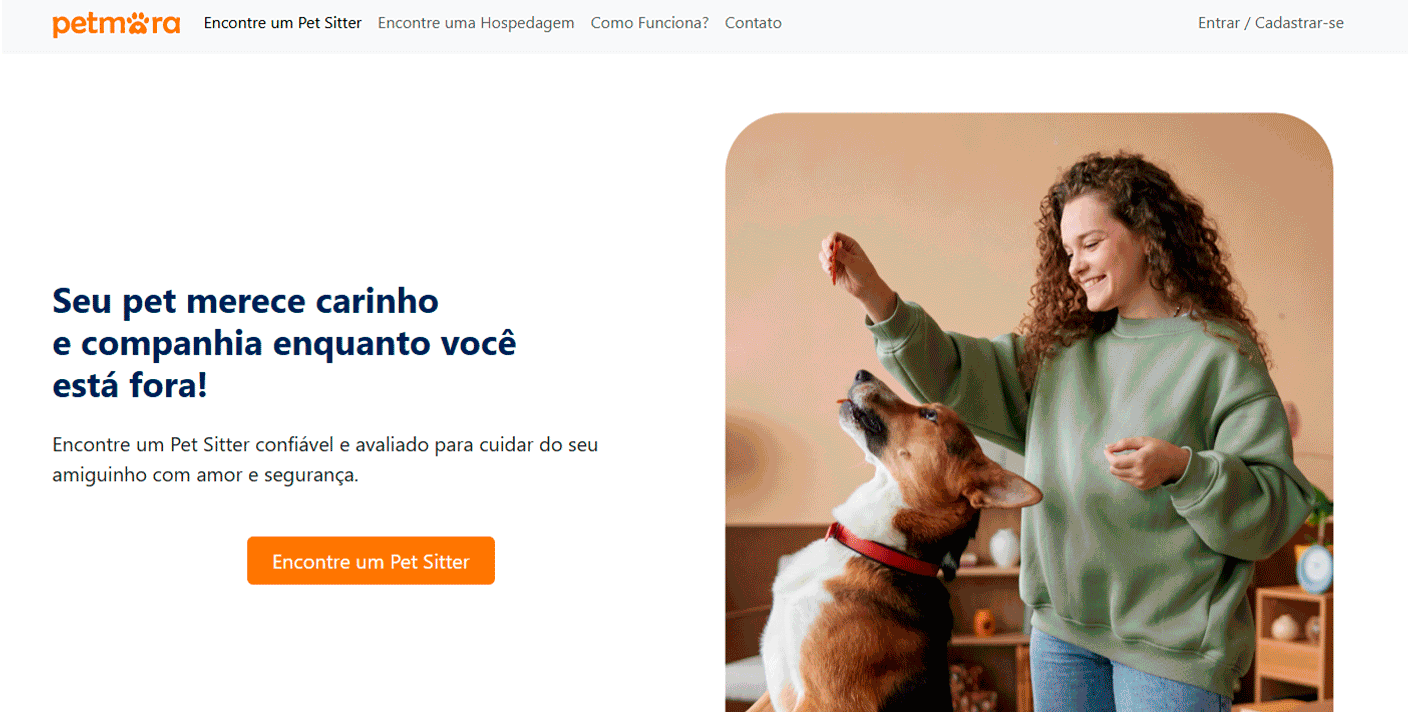 petmora
Encontre um Pet Sitter
Encontre uma Hospedagem
Como Funciona?
Contato
Entrar / Cadastrar-se
Seu pet merece carinho
e companhia enquanto você
está fora!
Encontre um Pet Sitter confiável e avaliado para cuidar do seu
amiguinho com amor e segurança.
Encontre um Pet Sitter